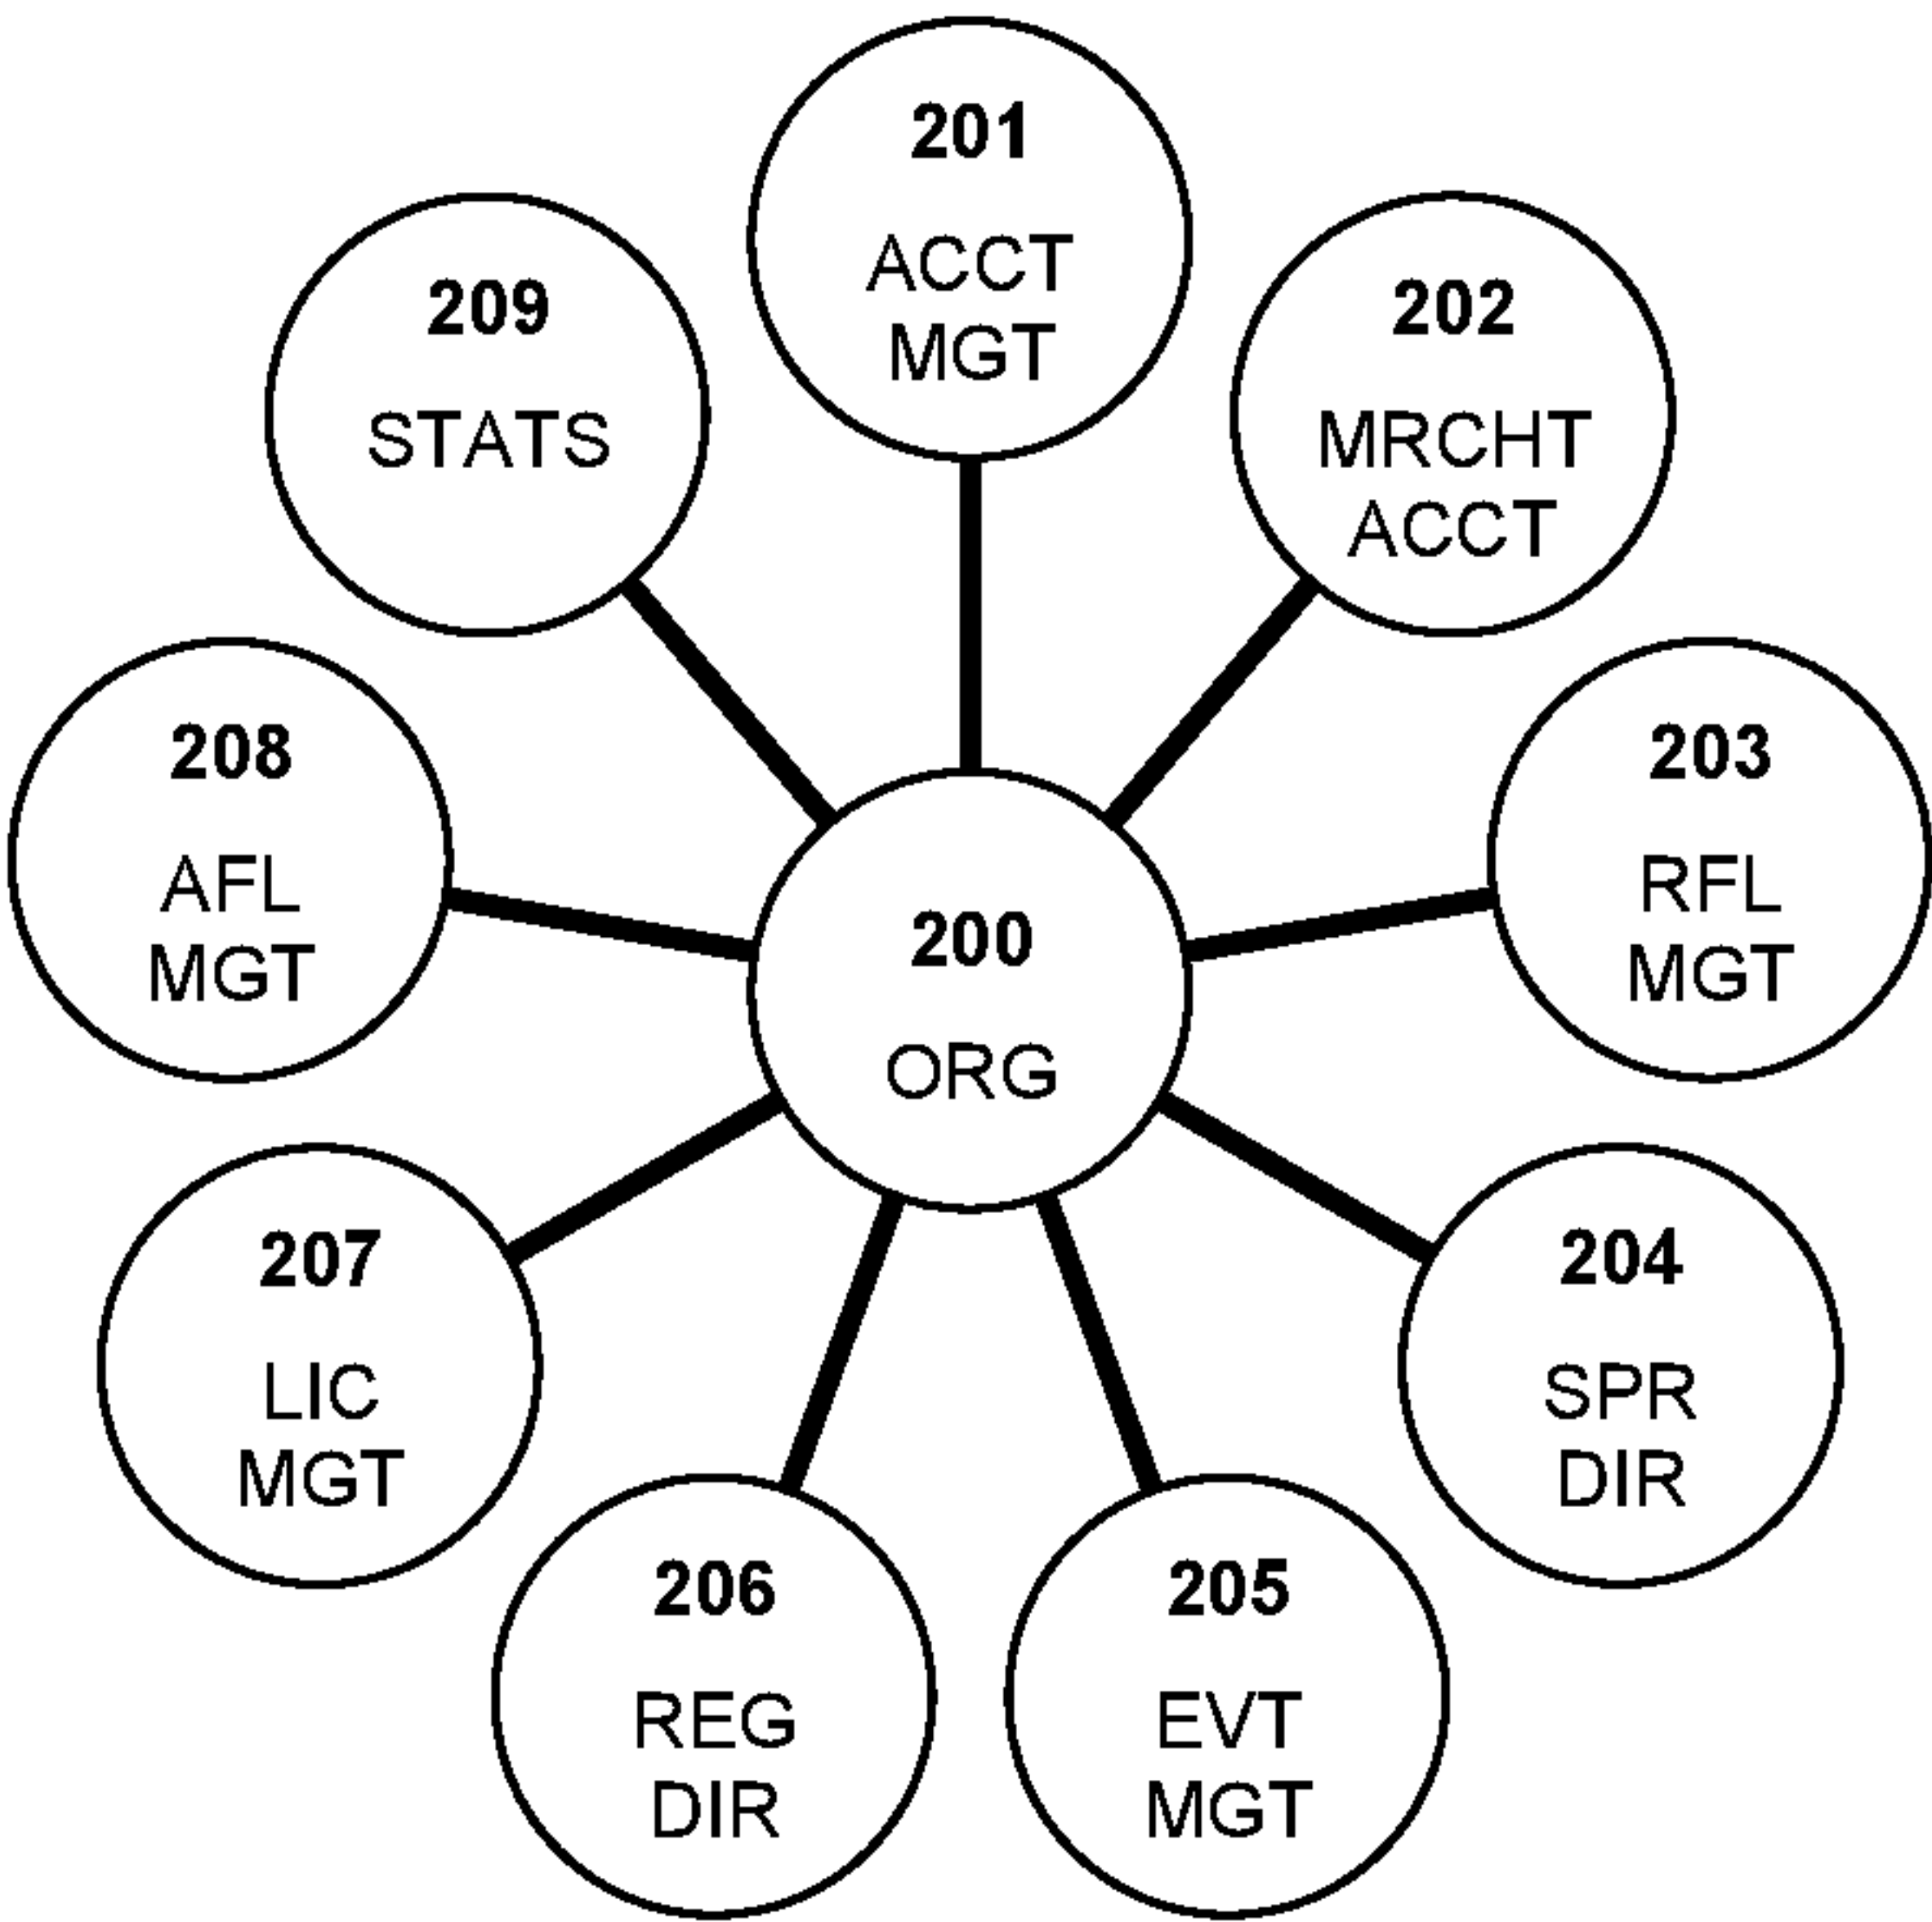 201
ACCT
MGT
202
MRCHT
ACCT
203
RFL
MGT
204
SPR
DIR
205
EVT
MGT
206
REG
DIR
207
LIC
MGT
208
AFL
MGT
209
STATS
200
ORG